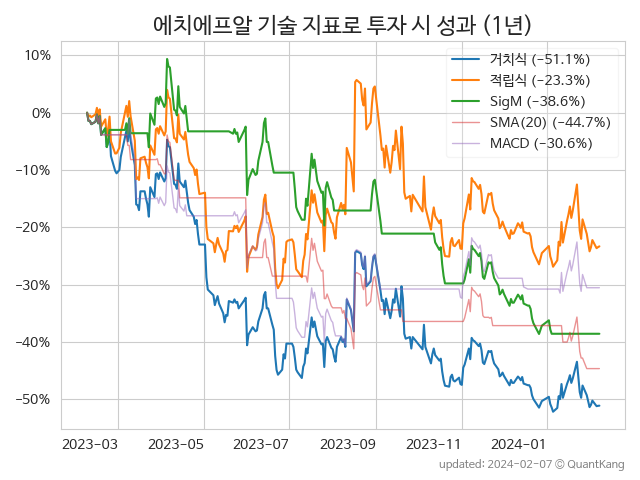 에치에프알 기술 지표로 투자 시 성과 (1년)
거치식 (−51.1%)
적립식 (−23.3%)
SigM (−38.6%)
SMA(20) (−44.7%)
MACD (−30.6%)
10%
0%
−10%
−20%
−30%
−40%
−50%
2023−03 2023−05 2023−07 2023−09 2023−11 2024−01
updated: 2024−02−07 © QuantKang